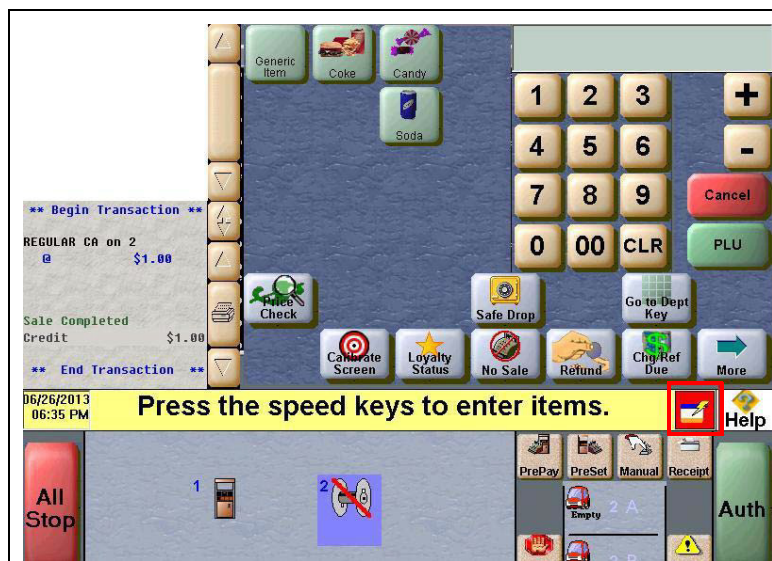 Generic
Item
Coke
Candy
Soda
1 2 3 +
4 5 6 -
7 8 9 Cancel
0 00 CLR PLU
** Begin Transaction **
REGULAR CA on 2
@ $1.00
Sale Completed
Credit $1.00
** End Transaction **
Price
Check
Safe Drop
Go to Dept
Key
Calibrate
Screen
Loyalty
Status
No Sale
Refund
Chg/Ref
Due
More
06/26/2013
06:35 PM
Press the speed keys to enter items.
Help
All
Stop
1
2
PrePay PreSet Manual Receipt
Empty
2 A
2 B
Auth